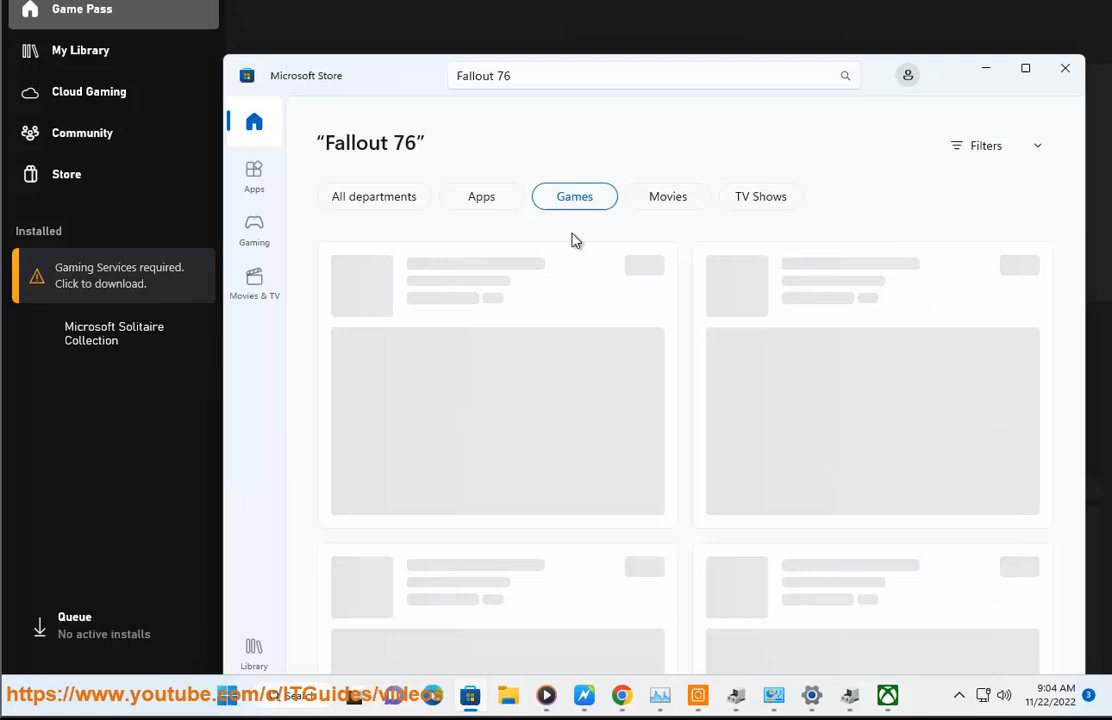 Game Pass
My Library
Cloud Gaming
Community
Store
Installed
Gaming Services required.
Click to download.
Microsoft Solitaire
Collection
Queue
No active installs
Microsoft Store
Fallout 76
“Fallout 76”
Filters
All departments
Apps
Games
Movies
TV Shows
Apps
Gaming
Movies & TV
Library
https://www.youtube.com/c/ITGuides/videos
9:04 AM
11/22/2022
3